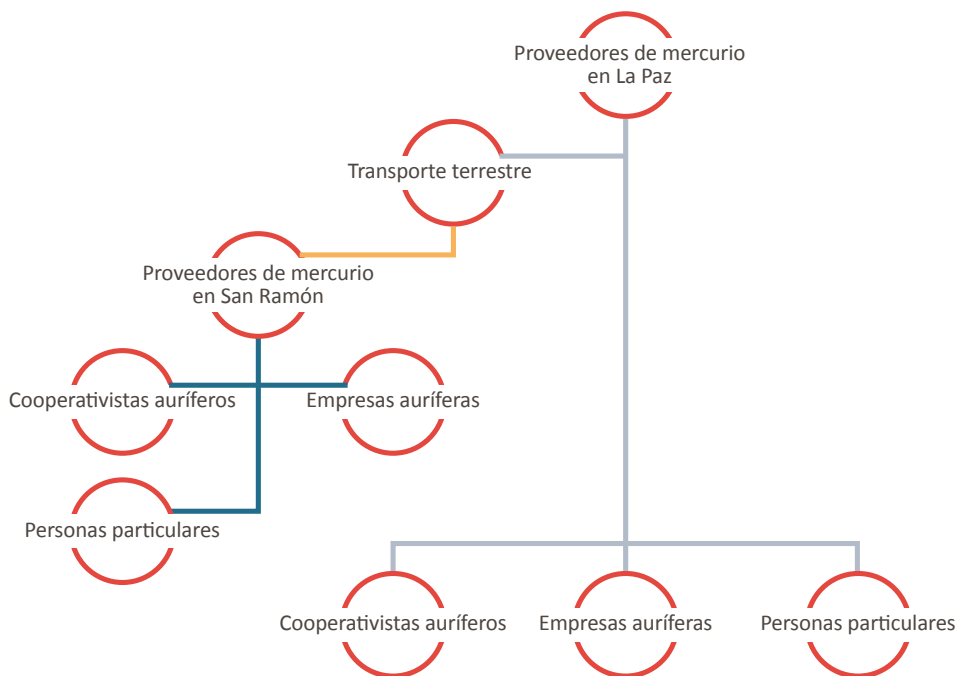 Proveedores de mercurio
en La Paz
Transporte terrestre
Proveedores de mercurio
en San Ramón
Cooperativistas auríferos
Empresas auríferas
Personas particulares
Cooperativistas auríferos
Empresas auríferas
Personas particulares